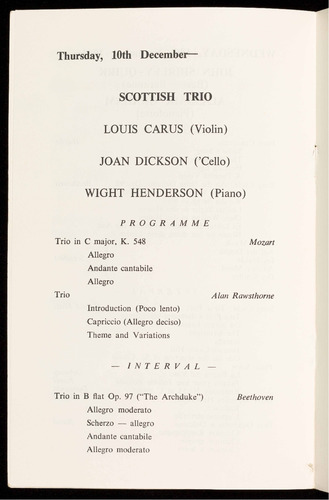 Thursday, 10th December—
SCOTTISH TRIO
LOUIS CARUS (Violin)
JOAN DICKSON ('Cello)
WIGHT HENDERSON (Piano)
PROGRAMME
Trio in C major, K. 548 Mozart
Allegro
Andante cantabile
Allegro
Trio Alan Rawsthorne
Introduction (Poco lento)
Capriccio (Allegro deciso)
Theme and Variations
— INTERVAL —
Trio in B flat Op. 97 ("The Archduke") Beethoven
Allegro moderato
Scherzo — allegro
Andante cantabile
Allegro moderato